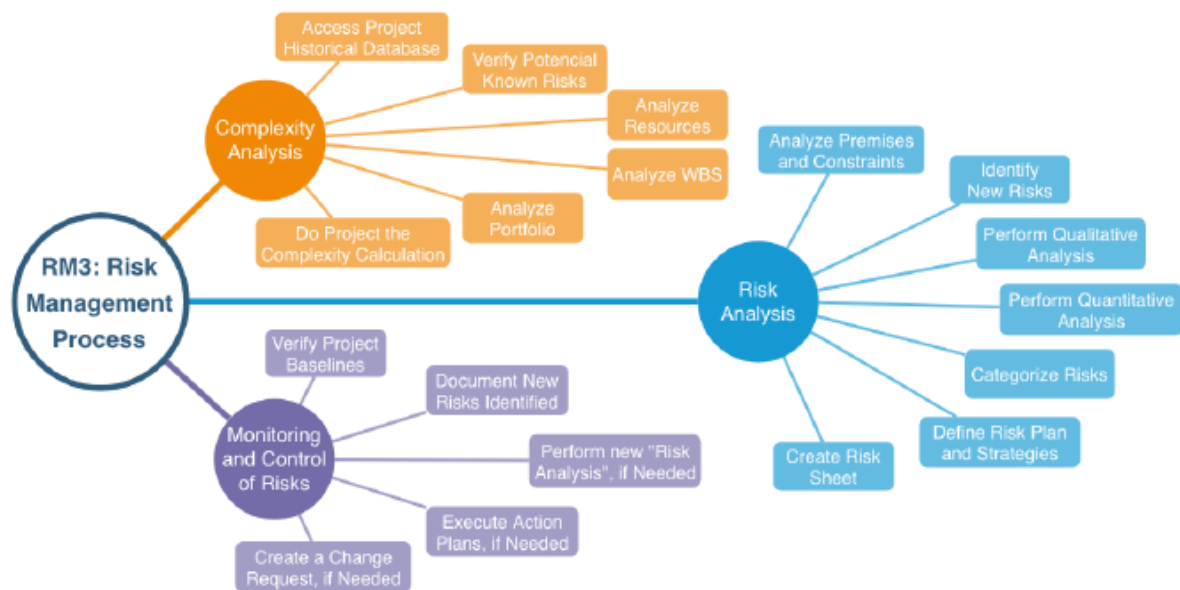 RM3: Risk
Management
Process
Complexity
Analysis
Access Project
Historical Database
Verify Potencial
Known Risks
Analyze
Resources
Analyze WBS
Analyze
Portfolio
Do Project the
Complexity Calculation
Risk
Analysis
Analyze Premises
and Constraints
Identify
New Risks
Perform Qualitative
Analysis
Perform Quantitative
Analysis
Categorize Risks
Define Risk Plan
and Strategies
Create Risk
Sheet
Monitoring
and Control
of Risks
Verify Project
Baselines
Document New
Risks Identified
Perform new "Risk
Analysis", if Needed
Execute Action
Plans, if Needed
Create a Change
Request, if Needed